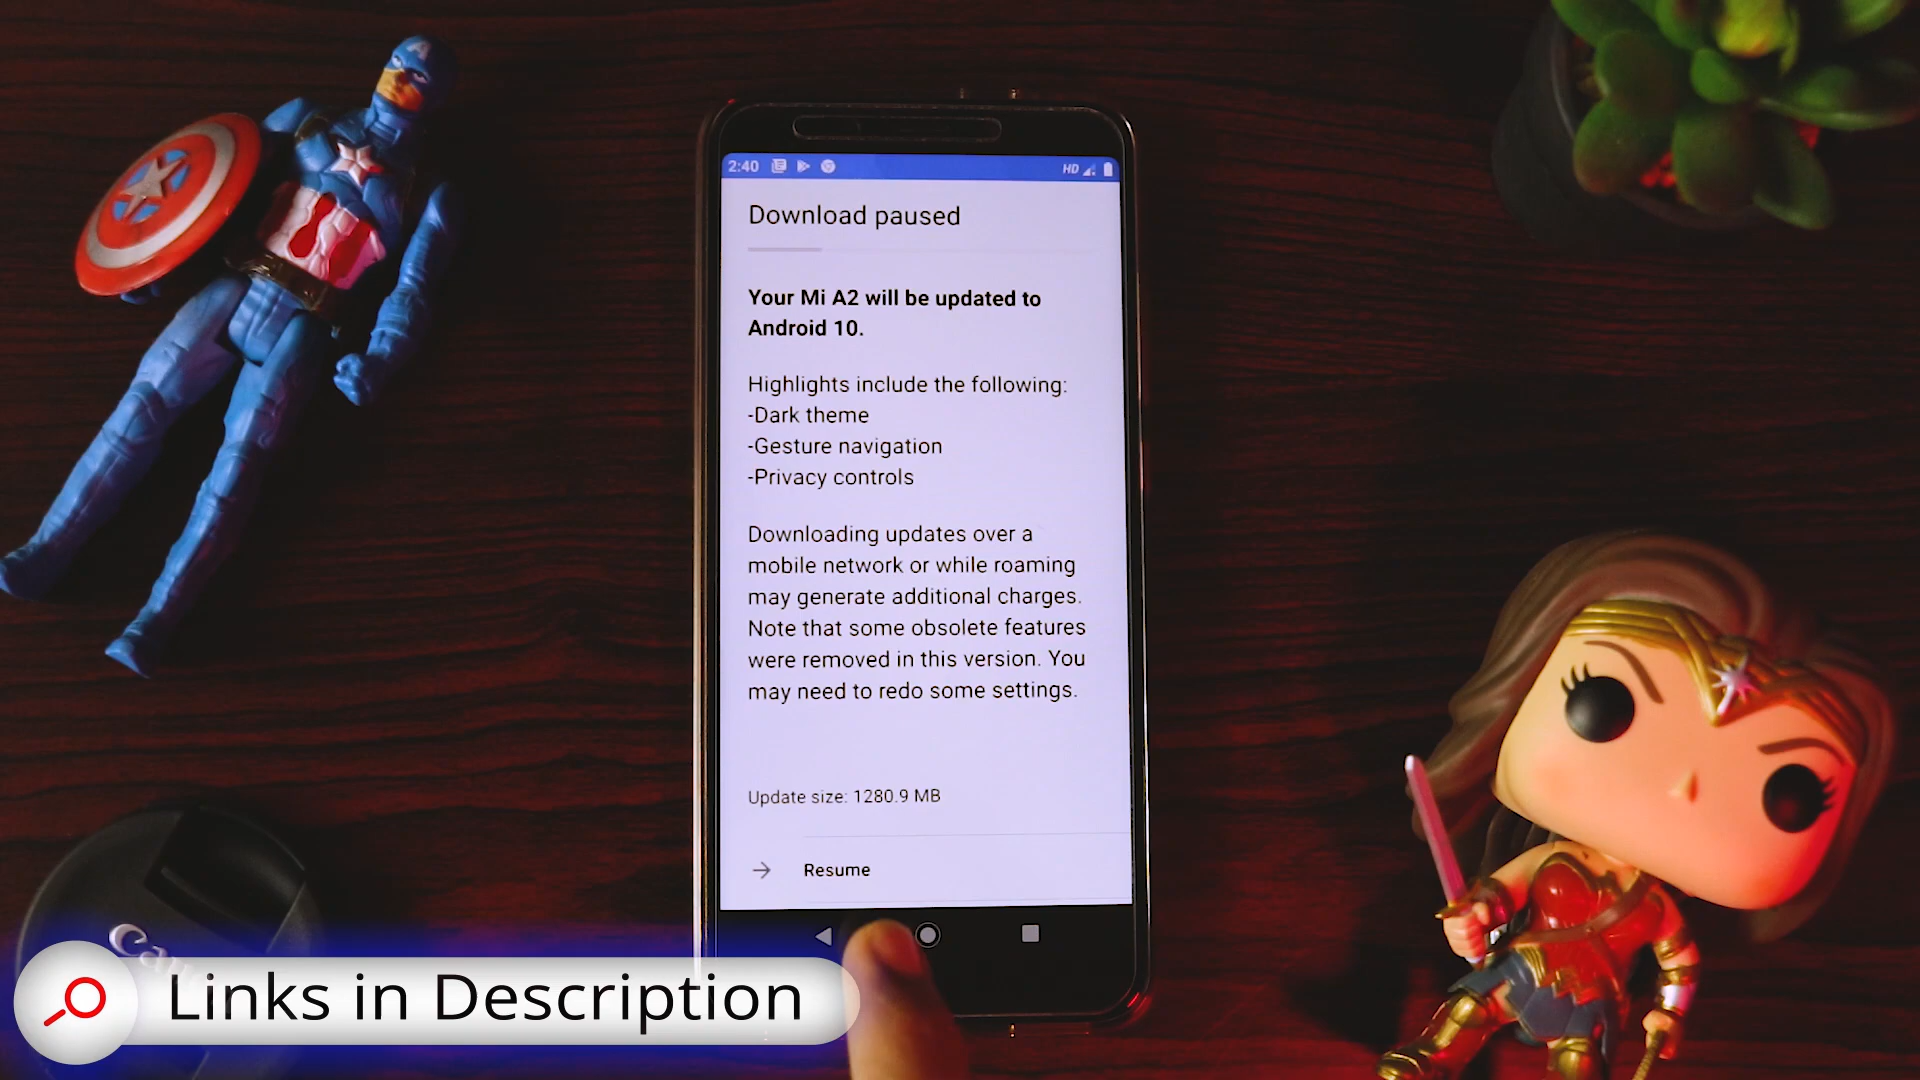 2:40
HD
Download paused
Your Mi A2 will be updated to
Android 10.
Highlights include the following:
-Dark theme
-Gesture navigation
-Privacy controls
Downloading updates over a
mobile network or while roaming
may generate additional charges.
Note that some obsolete features
were removed in this version. You
may need to redo some settings.
Update size: 1280.9 MB
Resume
A
Links in Description